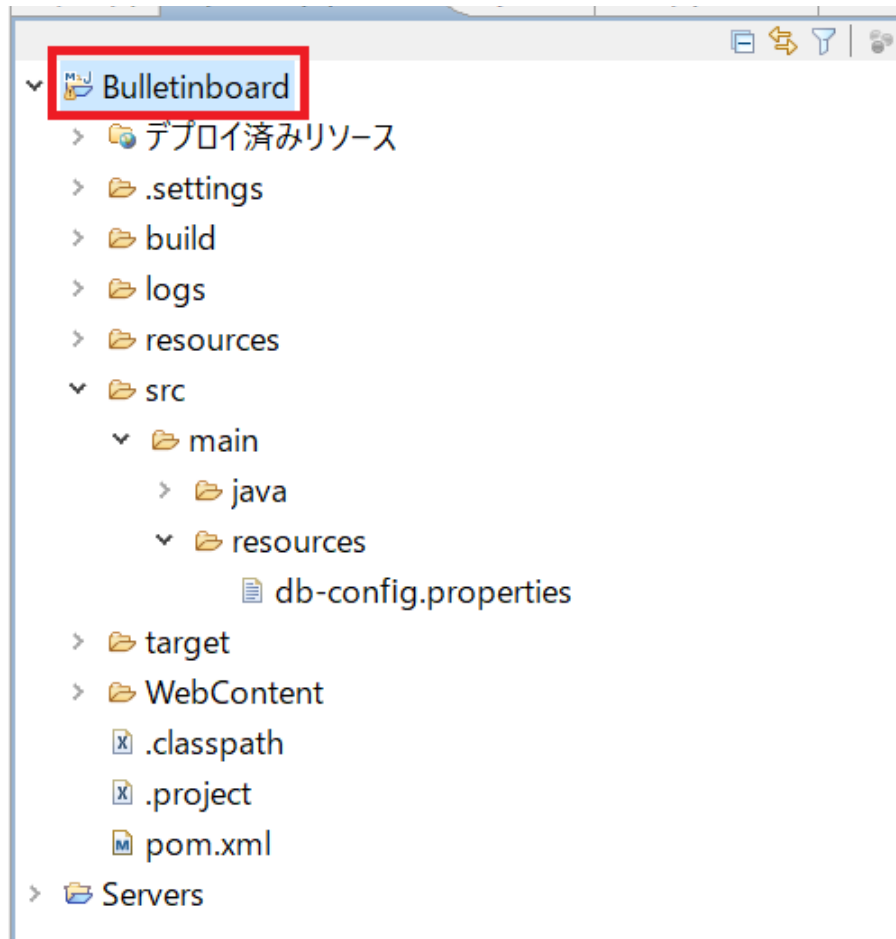 Bulletinboard
デプロイ済みリソース
.settings
build
logs
resources
src
main
java
resources
db-config.properties
target
WebContent
.classpath
.project
pom.xml
Servers